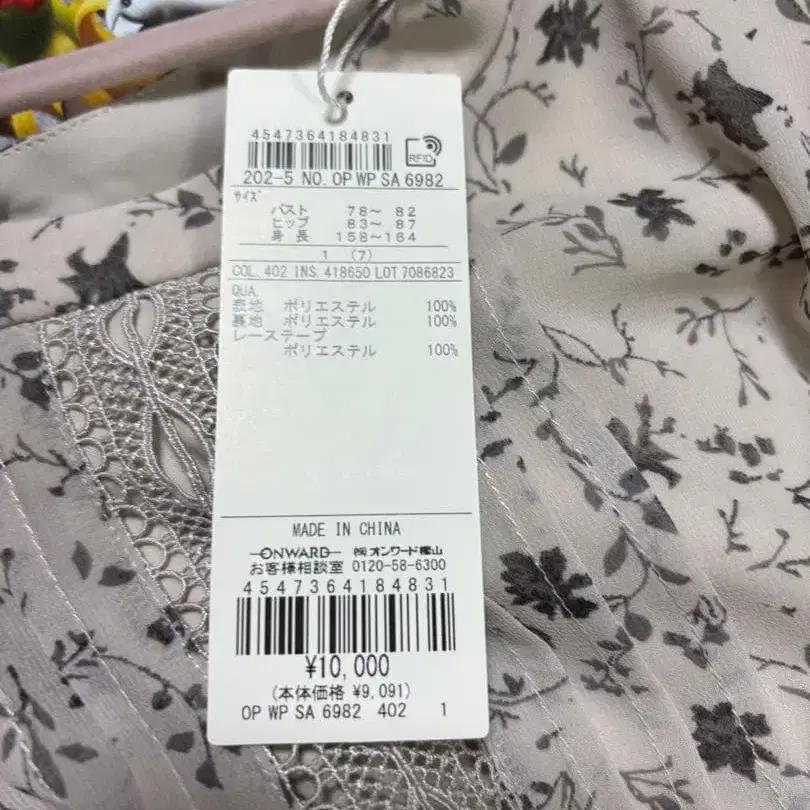 4547364184831
RFID
202-5 NO. OP WP SA 6982
サイズ
バスト 78～ 82
ヒップ 83～ 87
身 長 158～164
1 (7)
COL. 402 INS. 418650 LOT 7086823
QUA.
表地 ポリエステル 100%
裏地 ポリエステル 100%
レーステープ
ポリエステル 100%
MADE IN CHINA
ONWARD ㈱オンワード樫山
お客様相談室 0120-58-6300
4547364184831
¥10,000
(本体価格 ¥9,091)
OP WP SA 6982 402 1